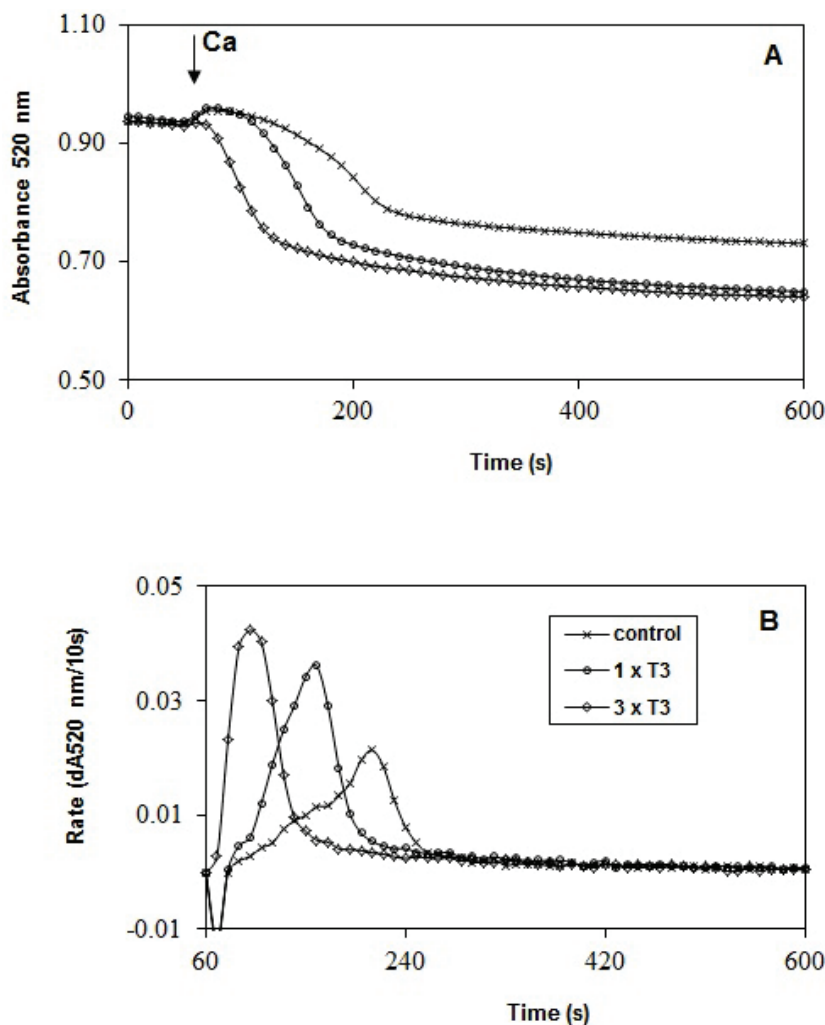 1.10
Ca
A
0.90
0.70
0.50
Absorbance 520 nm
0 200 400 600
Time (s)
0.05
B
control
1 x T3
3 x T3
0.03
0.01
-0.01
Rate (dA520 nm/10s)
60 240 420 600
Time (s)